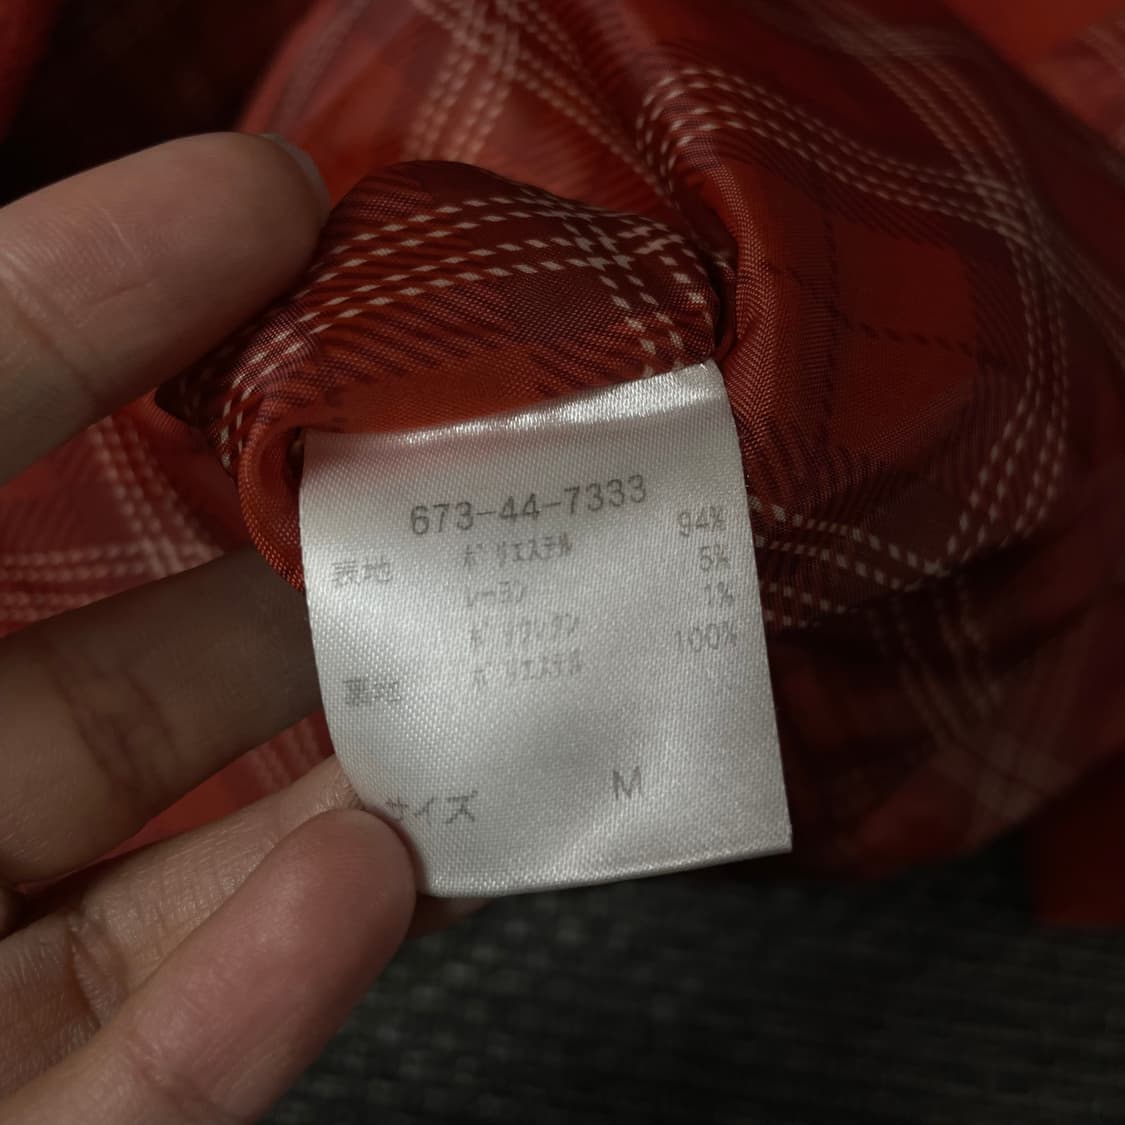 673-44-7333
表地 ポリエステル 94%
レーヨン 5%
ポリウレタン 1%
裏地 ポリエステル 100%
サイズ M